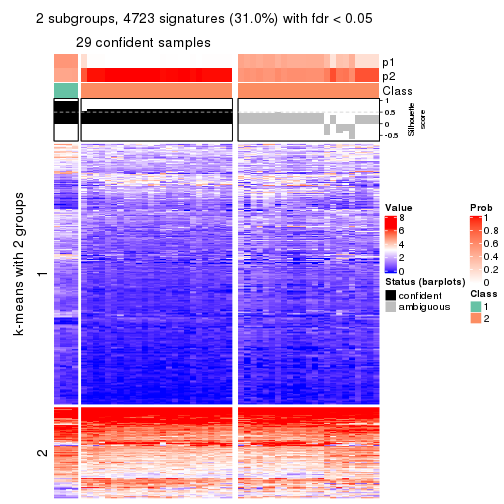 2 subgroups, 4723 signatures (31.0%) with fdr < 0.05
29 confident samples
p1
p2
Class
1
0.5
0
-0.5
Silhouette
score
k-means with 2 groups
1
2
Value
8
6
4
2
0
Status (barplots)
confident
ambiguous
Prob
1
0.8
0.6
0.4
0.2
0
Class
1
2